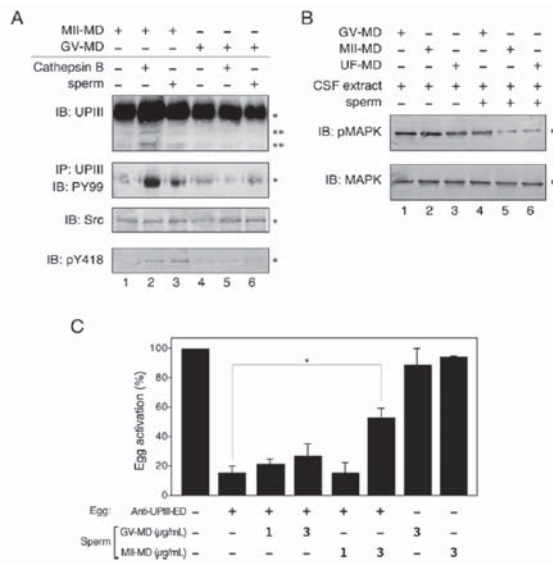 A
MII-MD + + + – – –
GV-MD – – – + + +
Cathepsin B – + – – + –
sperm – – + – – +
IB: UPIII
*
**
**
IP: UPIII
IB: PY99
*
IB: Src
*
IB: pY418
*
1 2 3 4 5 6
B
GV-MD + – – + – –
MII-MD – + – – + –
UF-MD – – + – – +
CSF extract + + + + + +
sperm – – – + + +
IB: pMAPK
*
IB: MAPK
*
1 2 3 4 5 6
C
Egg activation (%)
100
80
60
40
20
0
*
Egg: Anti-UPIII-ED – + + + + + – –
Sperm
GV-MD (µg/mL) – – 1 3 – – 3 –
MII-MD (µg/mL) – – – – 1 3 – 3